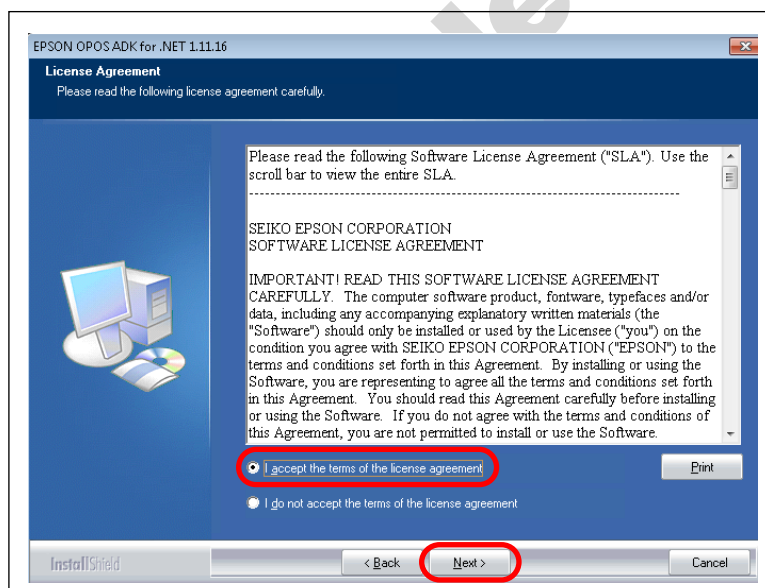 EPSON OPOS ADK for .NET 1.11.16
License Agreement
Please read the following license agreement carefully.
Please read the following Software License Agreement ("SLA"). Use the
scroll bar to view the entire SLA.
--------------------------------------------------------------------------------
SEIKO EPSON CORPORATION
SOFTWARE LICENSE AGREEMENT
IMPORTANT! READ THIS SOFTWARE LICENSE AGREEMENT
CAREFULLY. The computer software product, fontware, typefaces and/or
data, including any accompanying explanatory written materials (the
"Software") should only be installed or used by the Licensee ("you") on the
condition you agree with SEIKO EPSON CORPORATION ("EPSON") to the
terms and conditions set forth in this Agreement. By installing or using the
Software, you are representing to agree all the terms and conditions set forth
in this Agreement. You should read this Agreement carefully before installing
or using the Software. If you do not agree with the terms and conditions of
this Agreement, you are not permitted to install or use the Software.
I accept the terms of the license agreement
Print
I do not accept the terms of the license agreement
InstallShield
< Back
Next >
Cancel